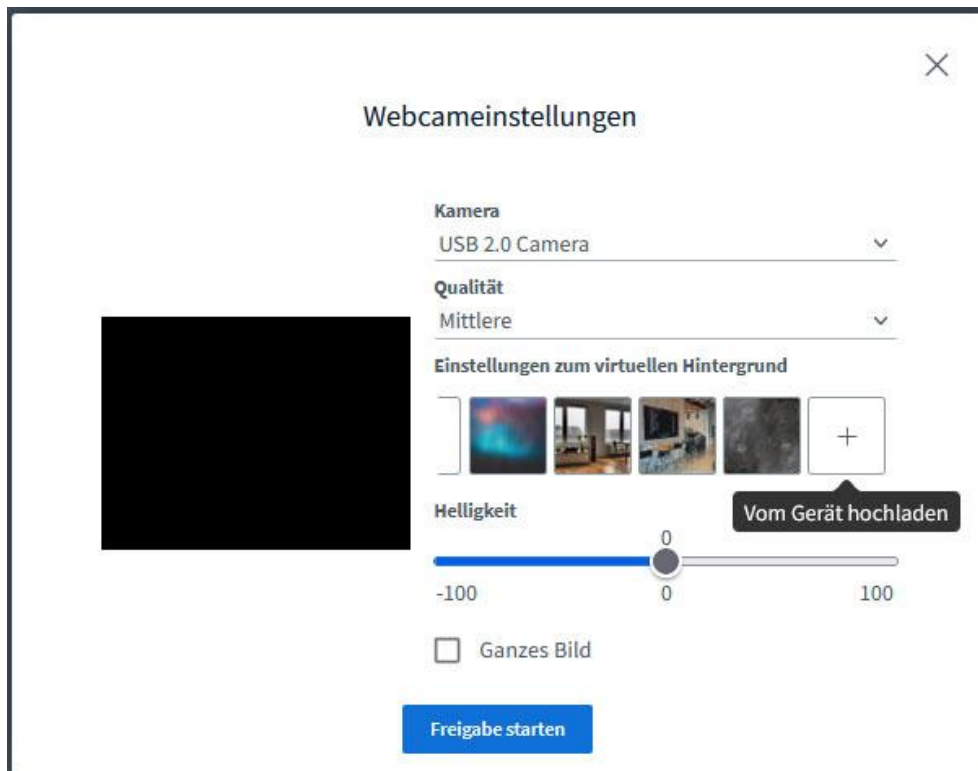 Webcameinstellungen
Kamera
USB 2.0 Camera
Qualität
Mittlere
Einstellungen zum virtuellen Hintergrund
+
Vom Gerät hochladen
Helligkeit
0
-100 0 100
Ganzes Bild
Freigabe starten